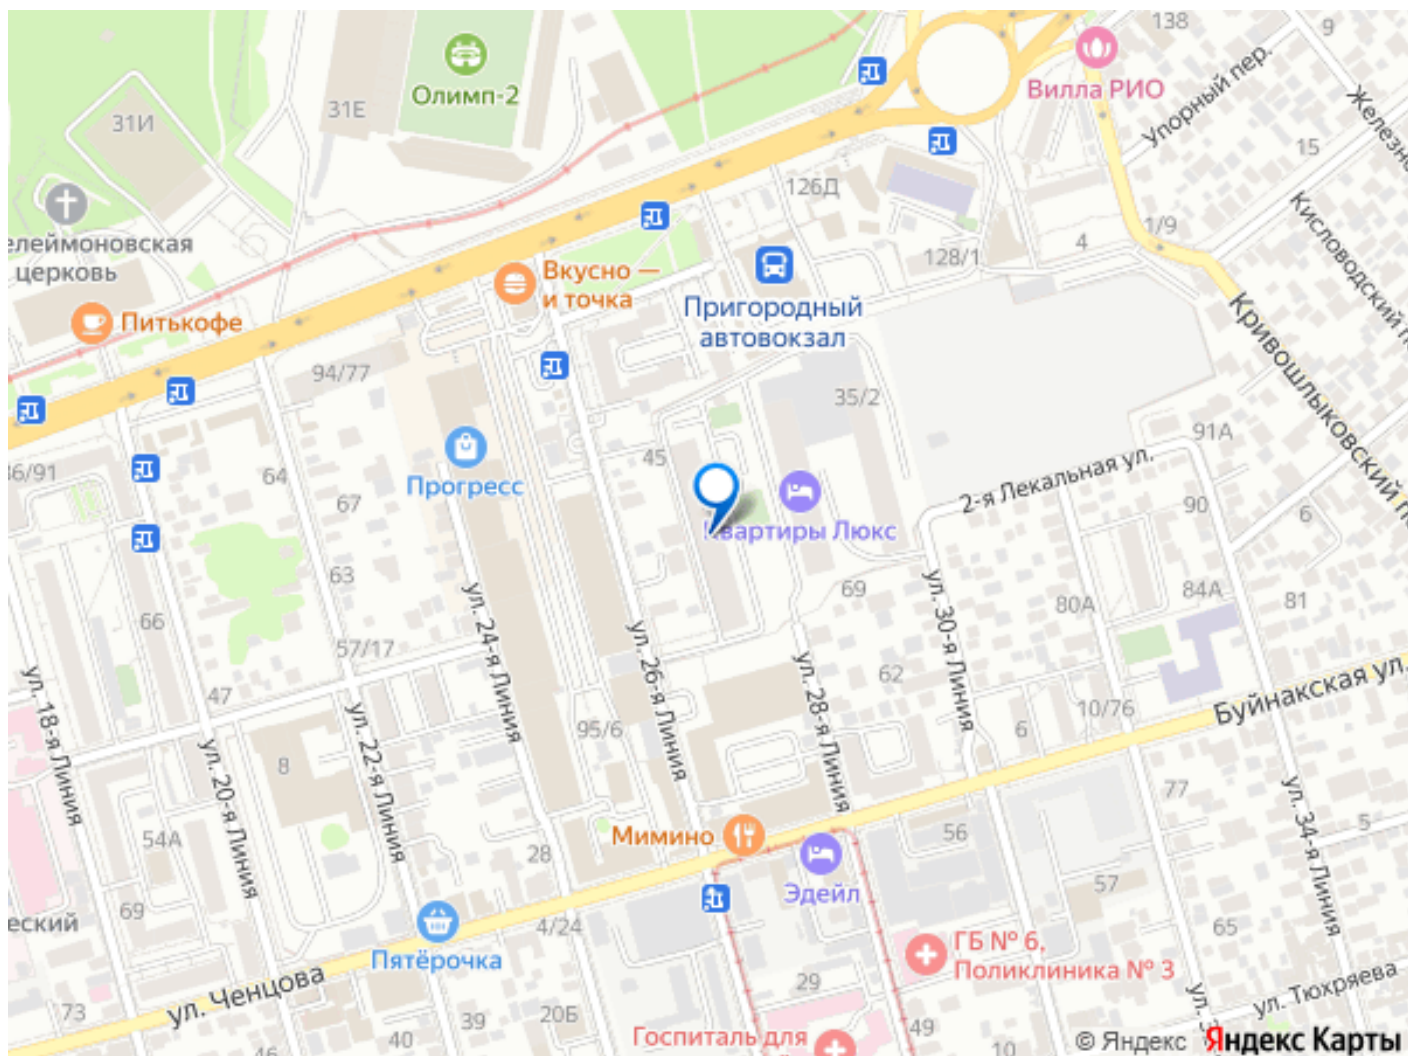 138
9
Олимп-2
31Е
31И
Вилла РИО
Упорный пер.
15
126Д
1/9
4
128/1
Кисловодский
елеймоновская
церковь
Вкусно —
и точка
Питькофе
Пригородный
автовокзал
Кривошлыковский
94/77
35/2
45
64
67
91А
Прогресс
2-я Лекальная ул.
90
6
Квартиры Люкс
63
69
84А
80А
81
66
ул. 24-я Линия
ул. 26-я Линия
ул. 30-я Линия
57/17
62
47
ул. 28-я Линия
Буйнакская ул.
10/76
6
95/6
ул. 18-я Линия
ул. 20-я Линия
ул. 22-я Линия
8
77
ул. 34-я Линия
5
54А
28
Мимино
56
Эдейл
57
69
еский
4/24
65
Пятёрочка
ГБ № 6,
Поликлиника № 3
ул. Ченцова
29
ул. Тюхряева
73
40
39
20Б
49
46
Госпиталь для
© Яндекс Яндекс Карты